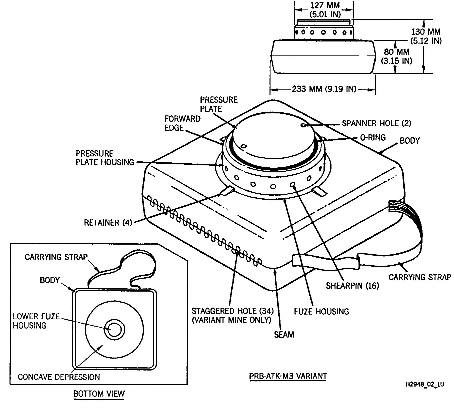 127 MM
(5.01 IN)
130 MM
(5.12 IN)
80 MM
(3.15 IN)
233 MM (9.19 IN)
PRESSURE
PLATE
SPANNER HOLE (2)
FORWARD
EDGE
O-RING
BODY
PRESSURE
PLATE HOUSING
RETAINER (4)
CARRYING STRAP
SHEARPIN (16)
FUZE HOUSING
STAGGERED HOLE (34)
(VARIANT MINE ONLY)
SEAM
CARRYING STRAP
BODY
LOWER FUZE
HOUSING
CONCAVE DEPRESSION
BOTTOM VIEW
PRB-ATK-M3 VARIANT